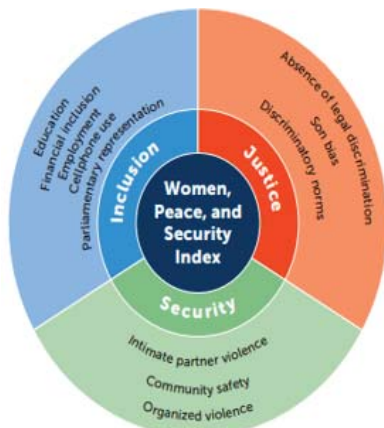 Education
Financial inclusion
Employment
Cellphone use
Parliamentary representation
Inclusion
Absence of legal discrimination
Son bias
Discriminatory norms
Justice
Women,
Peace, and
Security
Index
Security
Intimate partner violence
Community safety
Organized violence